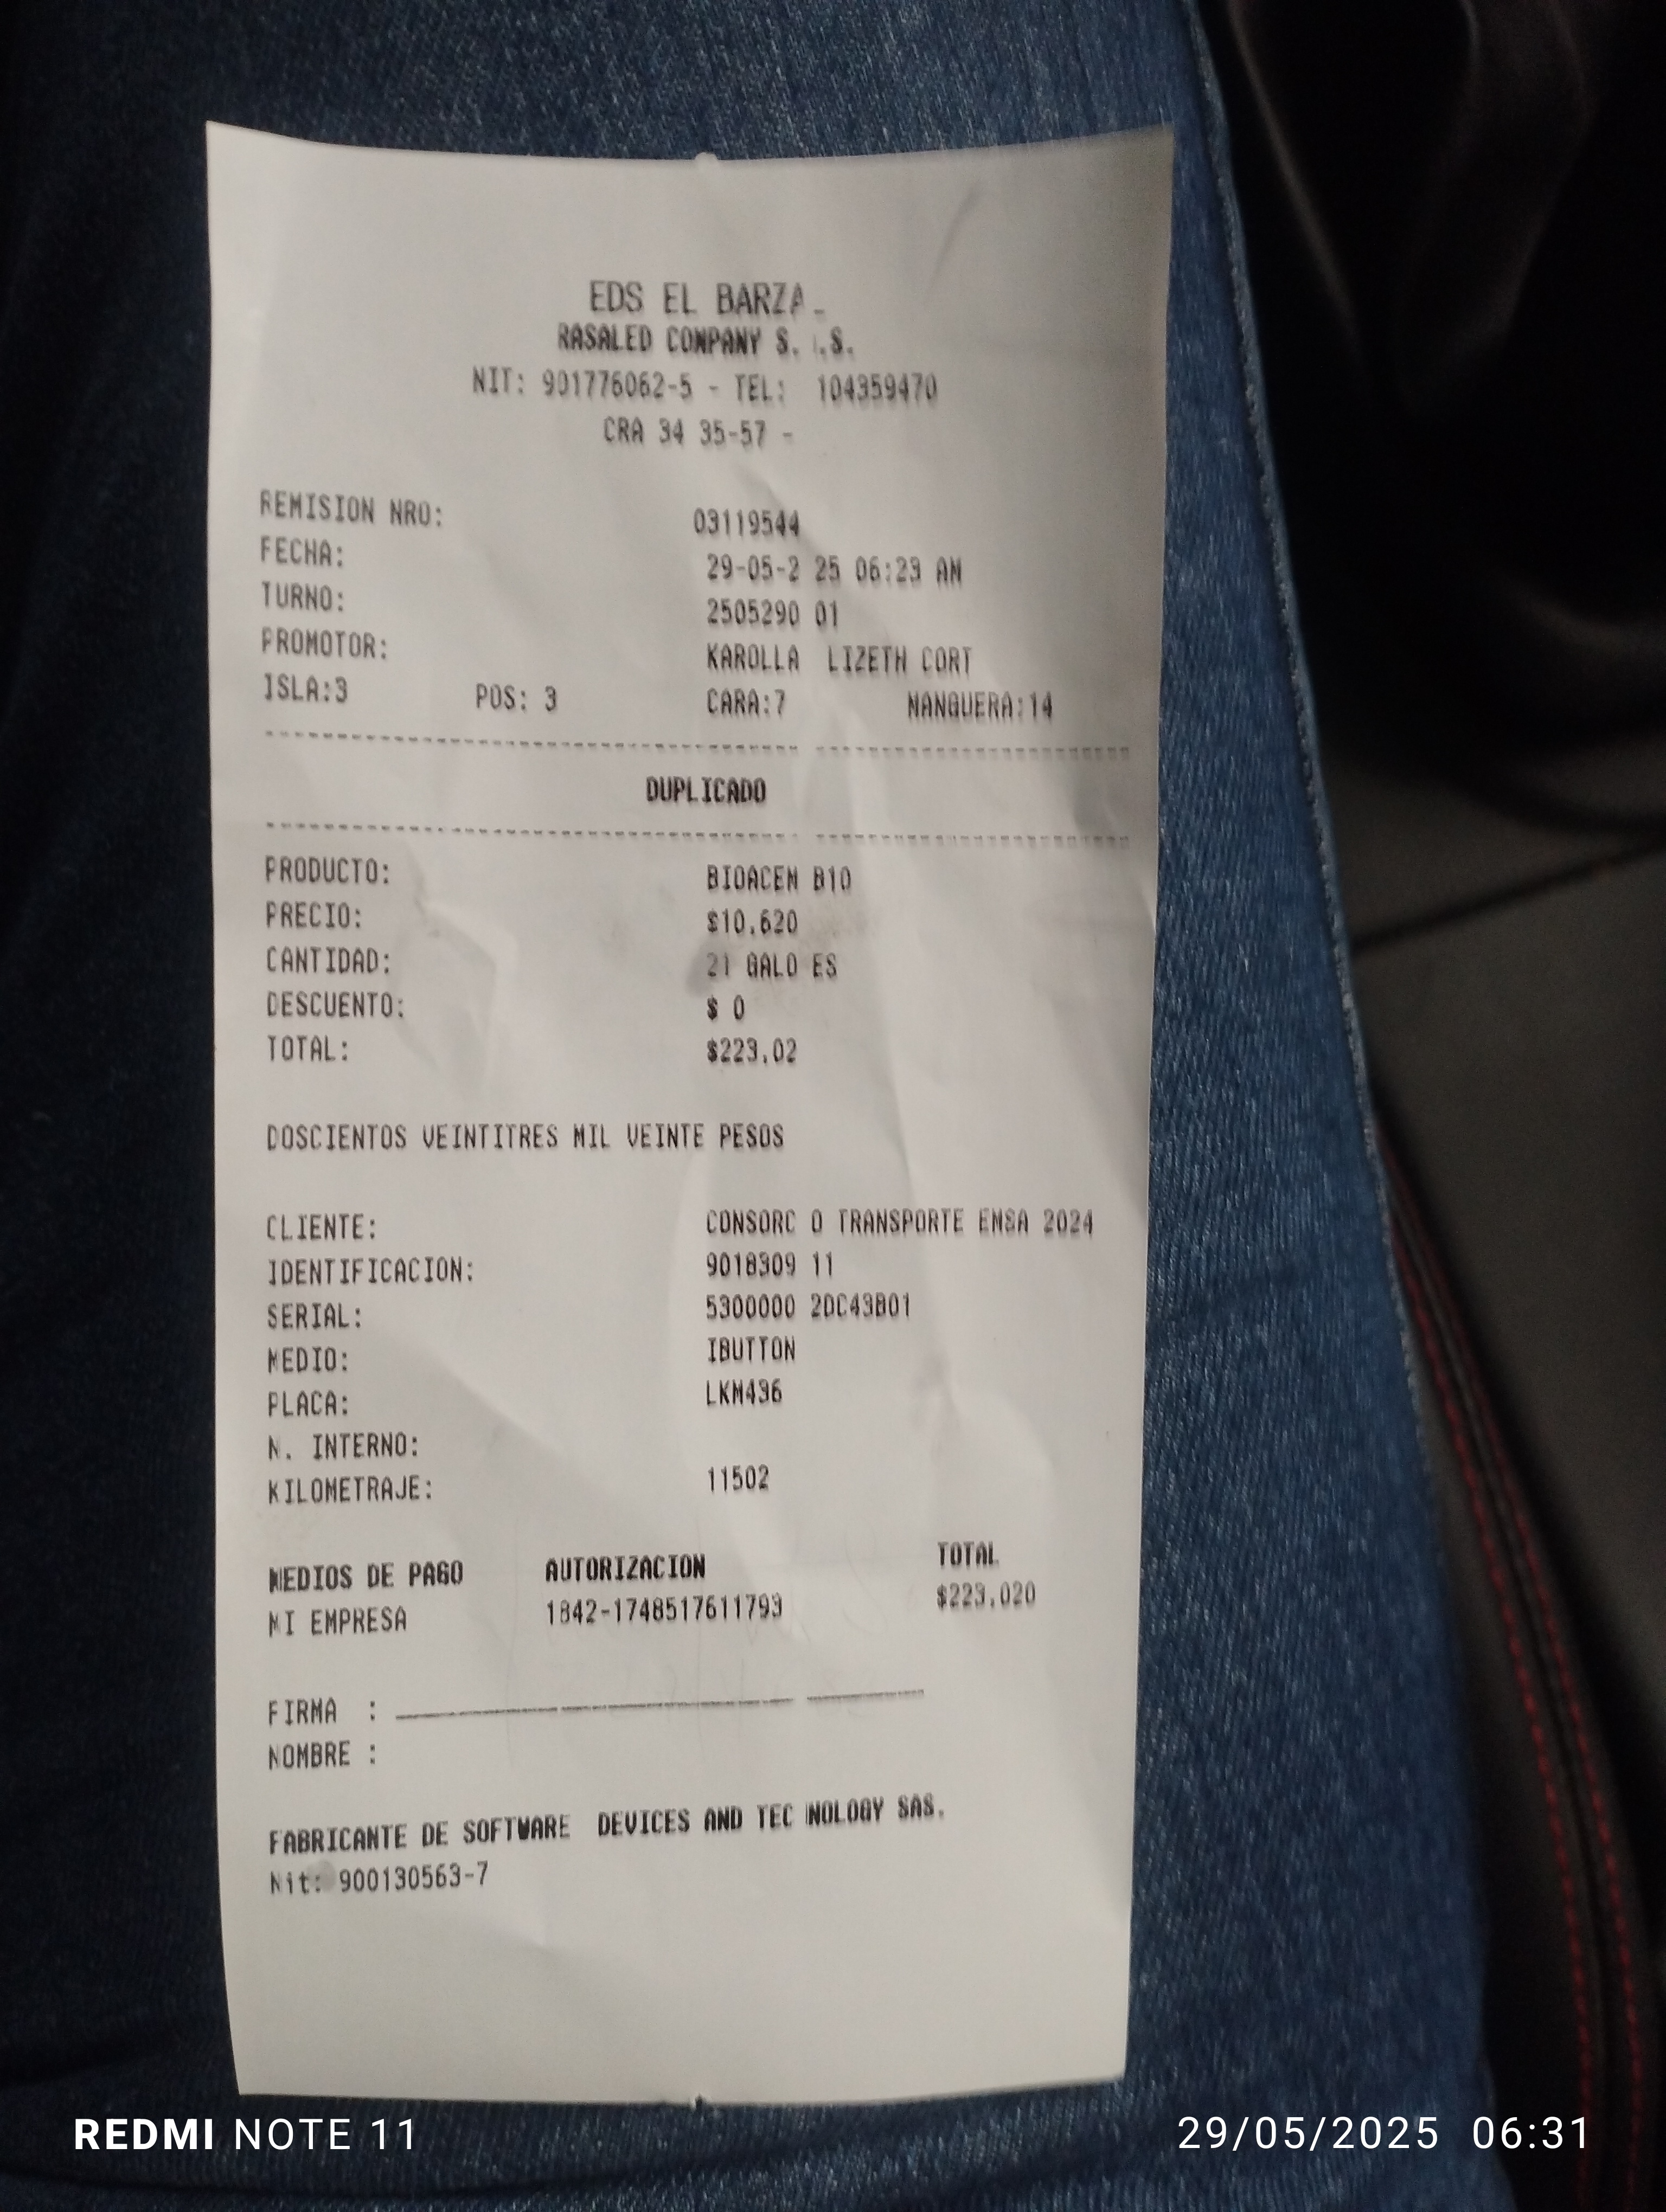 EDS EL BARZA
RASALED COMPANY S. .S.
NIT: 901776062-5 - TEL: 104359470
CRA 34 35-57 -
REMISION NRO: 03119544
FECHA: 29-05-2 25 06:23 AM
TURNO: 2505290 01
PROMOTOR: KAROLLA LIZETH CORT
ISLA:3 POS: 3 CARA:7 MANGUERA:14
DUPLICADO
PRODUCTO: BIOACEM B10
PRECIO: $10,620
CANTIDAD: 21 GALO ES
DESCUENTO: $ 0
TOTAL: $223,02
DOSCIENTOS VEINTITRES MIL VEINTE PESOS
CLIENTE: CONSORC O TRANSPORTE EMSA 2024
IDENTIFICACION: 9018309 11
SERIAL: 5300000 2DC43B01
MEDIO: IBUTTON
PLACA: LKM436
N. INTERNO:
KILOMETRAJE: 11502
MEDIOS DE PAGO AUTORIZACION TOTAL
MI EMPRESA 1842-1748517611793 $223,020
FIRMA :
NOMBRE :
FABRICANTE DE SOFTWARE DEVICES AND TEC NOLOGY SAS.
Nit: 900130563-7
REDMI NOTE 11
29/05/2025 06:31